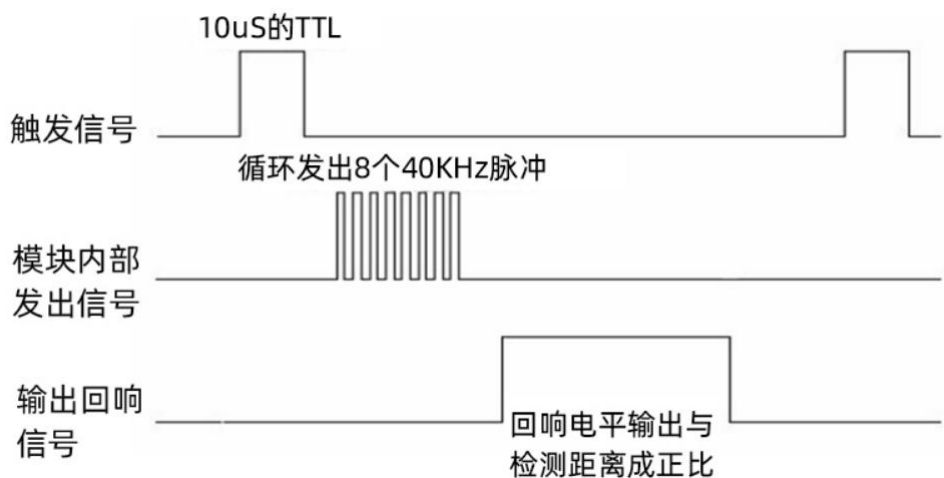 10uS的TTL
触发信号
循环发出8个40KHz脉冲
模块内部
发出信号
输出回响
信号
回响电平输出与
检测距离成正比